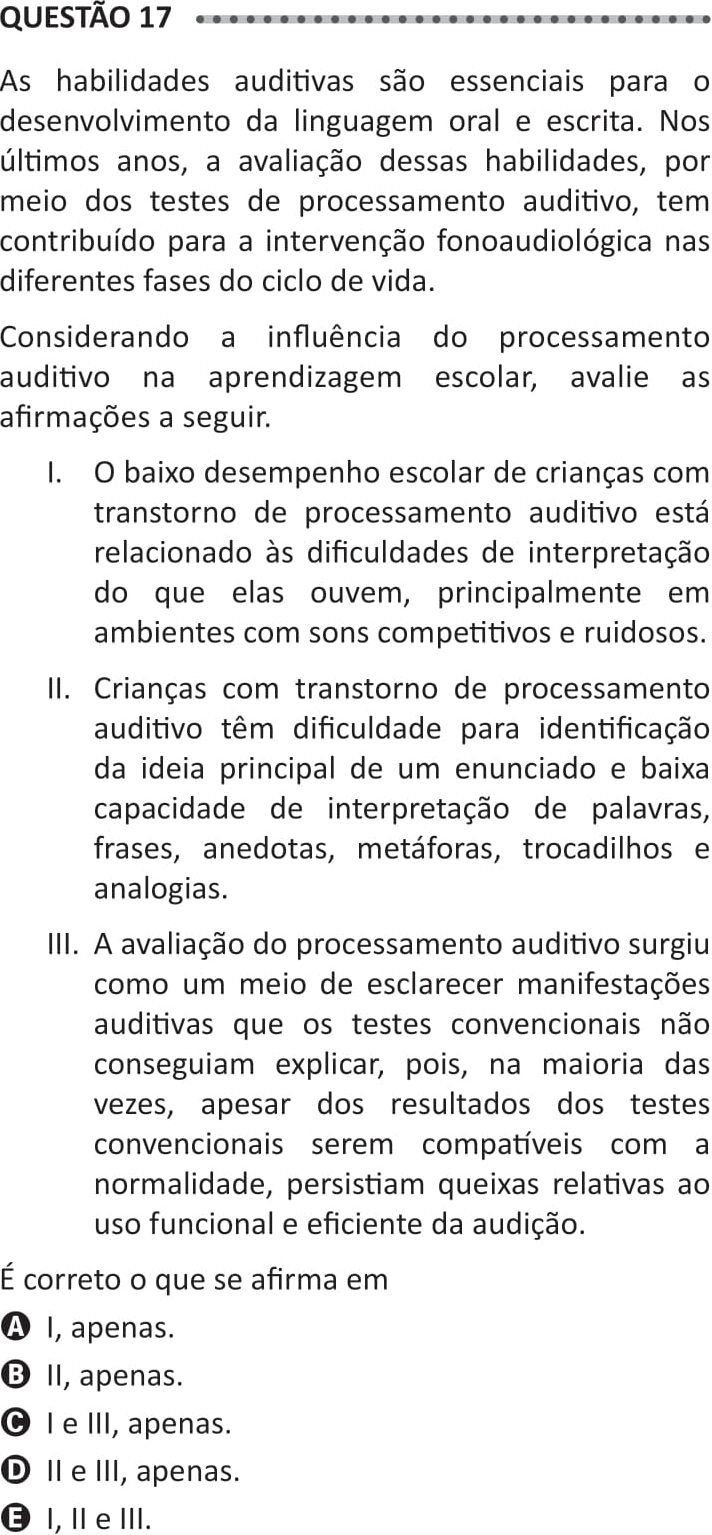 QUESTÃO 17
As habilidades auditivas são essenciais para o
desenvolvimento da linguagem oral e escrita. Nos
últimos anos, a avaliação dessas habilidades, por
meio dos testes de processamento auditivo, tem
contribuído para a intervenção fonoaudiológica nas
diferentes fases do ciclo de vida.
Considerando a influência do processamento
auditivo na aprendizagem escolar, avalie as
afirmações a seguir.
I. O baixo desempenho escolar de crianças com
transtorno de processamento auditivo está
relacionado às dificuldades de interpretação
do que elas ouvem, principalmente em
ambientes com sons competitivos e ruidosos.
II. Crianças com transtorno de processamento
auditivo têm dificuldade para identificação
da ideia principal de um enunciado e baixa
capacidade de interpretação de palavras,
frases, anedotas, metáforas, trocadilhos e
analogias.
III. A avaliação do processamento auditivo surgiu
como um meio de esclarecer manifestações
auditivas que os testes convencionais não
conseguiam explicar, pois, na maioria das
vezes, apesar dos resultados dos testes
convencionais serem compatíveis com a
normalidade, persistiam queixas relativas ao
uso funcional e eficiente da audição.
É correto o que se afirma em
A I, apenas.
B II, apenas.
C I e III, apenas.
D II e III, apenas.
E I, II e III.